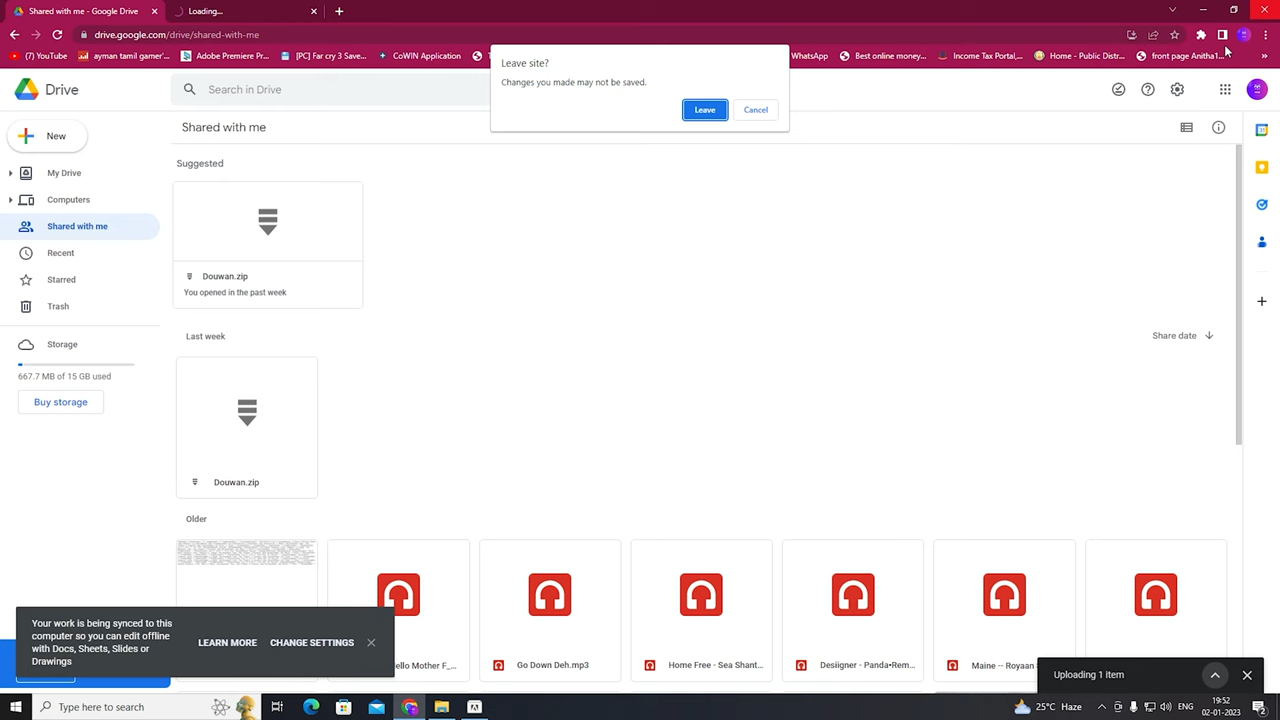 Shared with me - Google Drive
Loading...
drive.google.com/drive/shared-with-me
(1) YouTube
ayman tamil gamer'...
Adobe Premiere Pr...
[PC] Far cry 3 award...
CoWIN Application
WhatsApp
Best online money...
Income Tax Portal,...
Home - Public Distr...
front page Anitha1...
Leave site?
Changes you made may not be saved.
Leave
Cancel
Drive
Search in Drive
New
Shared with me
My Drive
Computers
Shared with me
Recent
Starred
Trash
Storage
667.7 MB of 15 GB used
Buy storage
Suggested
Douwan.zip
You opened in the past week
Last week
Share date
Douwan.zip
Older
ello Mother F_...
Go Down Deh.mp3
Home Free - Sea Shant...
Desiigner - Panda•Rem...
Maine -- Royaan
Your work is being synced to this
computer so you can edit offline
with Docs, Sheets, Slides or
Drawings
LEARN MORE
CHANGE SETTINGS
Uploading 1 item
Type here to search
25°C Haze
19:52
02-01-2023